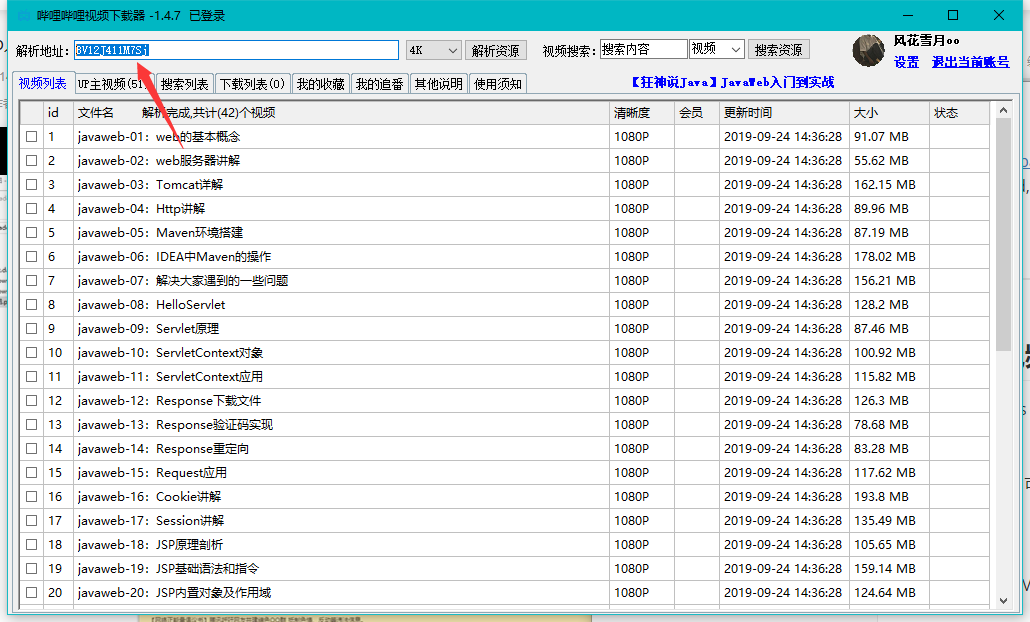 哔哩哔哩视频下载器 -1.4.7 已登录
解析地址: BV12J411M7Sj 4K 解析资源 视频搜索: 搜索内容 视频 搜索资源 风花雪月oo
设置 退出当前账号
视频列表 UP主视频(51 搜索列表 下载列表(0) 我的收藏 我的追番 其他说明 使用须知 【狂神说Java】JavaWeb入门到实战
id 文件名 解析完成,共计(42)个视频 清晰度 会员 更新时间 大小 状态
1 javaweb-01：web的基本概念 1080P 2019-09-24 14:36:28 91.07 MB
2 javaweb-02：web服务器讲解 1080P 2019-09-24 14:36:28 55.62 MB
3 javaweb-03：Tomcat详解 1080P 2019-09-24 14:36:28 162.15 MB
4 javaweb-04：Http讲解 1080P 2019-09-24 14:36:28 89.96 MB
5 javaweb-05：Maven环境搭建 1080P 2019-09-24 14:36:28 87.19 MB
6 javaweb-06：IDEA中Maven的操作 1080P 2019-09-24 14:36:28 178.02 MB
7 javaweb-07：解决大家遇到的一些问题 1080P 2019-09-24 14:36:28 156.21 MB
8 javaweb-08：HelloServlet 1080P 2019-09-24 14:36:28 128.2 MB
9 javaweb-09：Servlet原理 1080P 2019-09-24 14:36:28 87.46 MB
10 javaweb-10：ServletContext对象 1080P 2019-09-24 14:36:28 100.92 MB
11 javaweb-11：ServletContext应用 1080P 2019-09-24 14:36:28 115.82 MB
12 javaweb-12：Response下载文件 1080P 2019-09-24 14:36:28 126.3 MB
13 javaweb-13：Response验证码实现 1080P 2019-09-24 14:36:28 78.68 MB
14 javaweb-14：Response重定向 1080P 2019-09-24 14:36:28 83.28 MB
15 javaweb-15：Request应用 1080P 2019-09-24 14:36:28 117.62 MB
16 javaweb-16：Cookie讲解 1080P 2019-09-24 14:36:28 193.8 MB
17 javaweb-17：Session讲解 1080P 2019-09-24 14:36:28 135.49 MB
18 javaweb-18：JSP原理剖析 1080P 2019-09-24 14:36:28 105.65 MB
19 javaweb-19：JSP基础语法和指令 1080P 2019-09-24 14:36:28 159.14 MB
20 javaweb-20：JSP内置对象及作用域 1080P 2019-09-24 14:36:28 124.64 MB